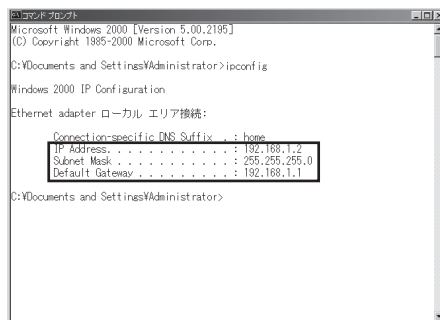 コマンド プロンプト
Microsoft Windows 2000 [Version 5.00.2195]
(C) Copyright 1985-2000 Microsoft Corp.
C:¥Documents and Settings¥Administrator>ipconfig
Windows 2000 IP Configuration
Ethernet adapter ローカル エリア接続:
Connection-specific DNS Suffix . : home
IP Address. . . . . . . . . . . . : 192.168.1.2
Subnet Mask . . . . . . . . . . . : 255.255.255.0
Default Gateway . . . . . . . . . : 192.168.1.1
C:¥Documents and Settings¥Administrator>